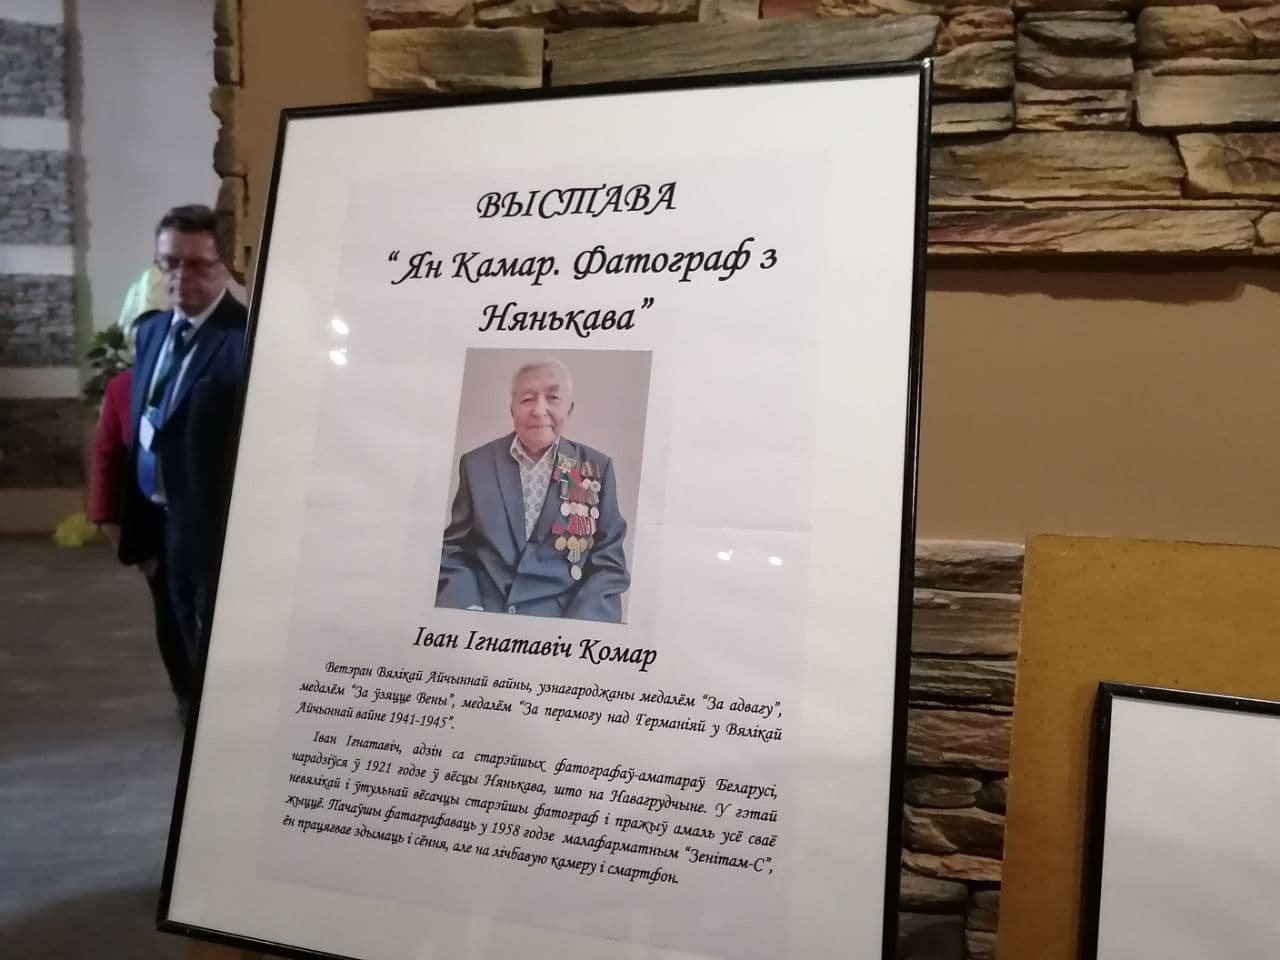 ВЫСТАВА
“Ян Камар. Фатограф з
Нянькава”
Іван Ігнатавіч Комар
Ветэран Вялікай Айчыннай вайны, узнагароджаны медалём “За адвагу”,
медалём “За ўзяцце Вены”, медалём “За перамогу над Германіяй у Вялікай
Айчыннай вайне 1941-1945”.
Іван Ігнатавіч, адзін са старэйшых фатографаў-аматараў Беларусі,
нарадзіўся ў 1921 годзе ў вёсцы Нянькава, што на Навагрудчыне. У гэтай
невялікай і ўтульнай вёсачцы старэйшы фатограф і пражыў амаль усё сваё
жыццё. Пачаўшы фатаграфаваць у 1958 годзе малафарматным “Зенітам-С”,
ён працягвае здымаць і сёння, але на лічбавую камеру і смартфон.